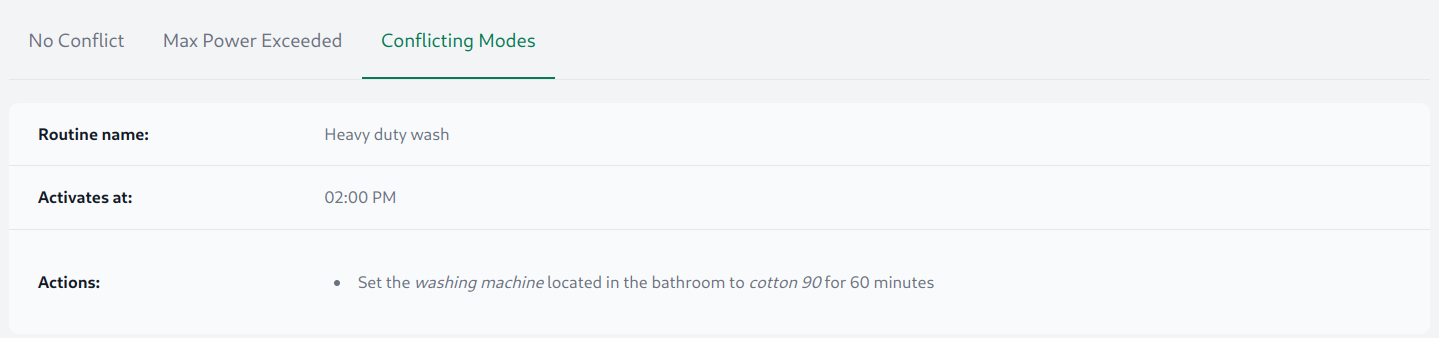 No Conflict Max Power Exceeded Conflicting Modes
Routine name: Heavy duty wash
Activates at: 02:00 PM
Actions: • Set the washing machine located in the bathroom to cotton 90 for 60 minutes